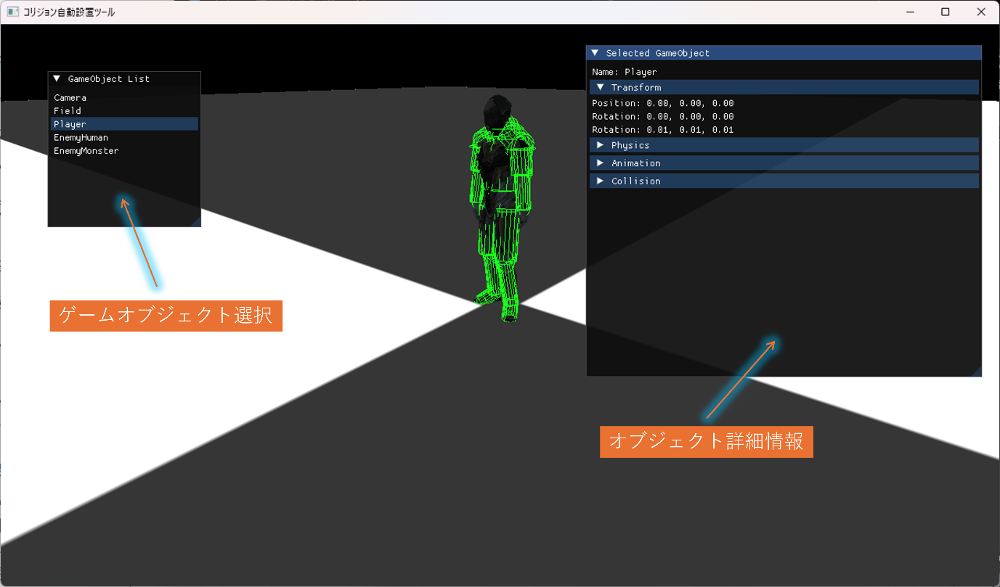 コリジョン自動設置ツール
GameObject List
Camera
Field
Player
EnemyHuman
EnemyMonster
ゲームオブジェクト選択
Selected GameObject
Name: Player
Transform
Position: 0.00, 0.00, 0.00
Rotation: 0.00, 0.00, 0.00
Rotation: 0.01, 0.01, 0.01
Physics
Animation
Collision
オブジェクト詳細情報